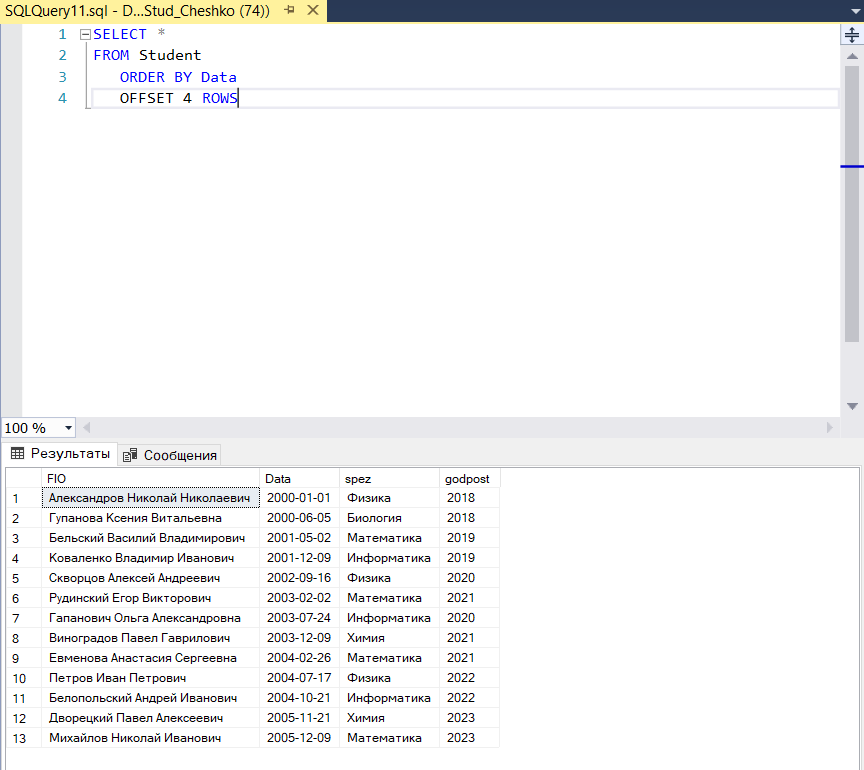 SQLQuery11.sql - D...Stud_Cheshko (74))
1 SELECT *
2 FROM Student
3 ORDER BY Data
4 OFFSET 4 ROWS
100 %
Результаты Сообщения
FIO Data spez godpost
1 Александров Николай Николаевич 2000-01-01 Физика 2018
2 Гупанова Ксения Витальевна 2000-06-05 Биология 2018
3 Бельский Василий Владимирович 2001-05-02 Математика 2019
4 Коваленко Владимир Иванович 2001-12-09 Информатика 2019
5 Скворцов Алексей Андреевич 2002-09-16 Физика 2020
6 Рудинский Егор Викторович 2003-02-02 Математика 2021
7 Гапанович Ольга Александровна 2003-07-24 Информатика 2020
8 Виноградов Павел Гаврилович 2003-12-09 Химия 2021
9 Евменова Анастасия Сергеевна 2004-02-26 Математика 2021
10 Петров Иван Петрович 2004-07-17 Физика 2022
11 Белопольский Андрей Иванович 2004-10-21 Информатика 2022
12 Дворецкий Павел Алексеевич 2005-11-21 Химия 2023
13 Михайлов Николай Иванович 2005-12-09 Математика 2023